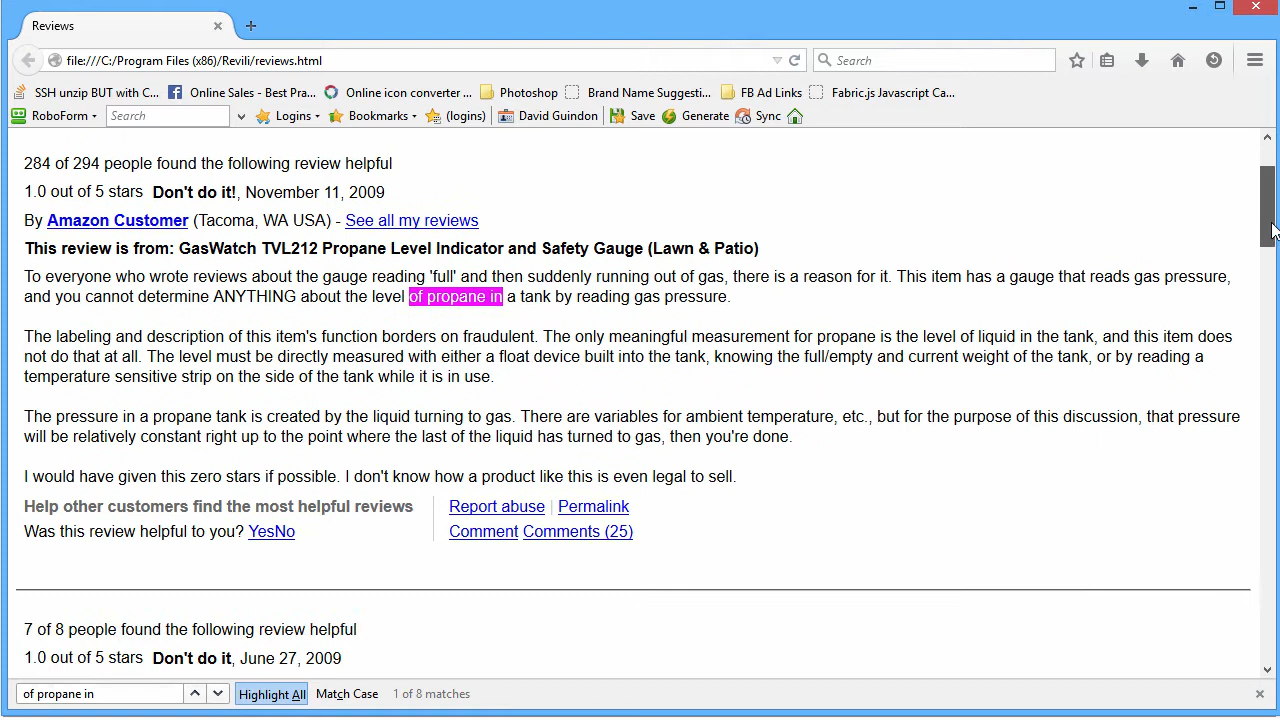 Reviews
file:///C:/Program Files (x86)/Revili/reviews.html
Search
SSH unzip BUT with C... Online Sales - Best Pra... Online icon converter ... Photoshop Brand Name Suggesti... FB Ad Links Fabric.js Javascript Ca...
RoboForm Search Logins Bookmarks (logins) David Guindon Save Generate Sync
284 of 294 people found the following review helpful
1.0 out of 5 stars Don't do it!, November 11, 2009
By Amazon Customer (Tacoma, WA USA) - See all my reviews
This review is from: GasWatch TVL212 Propane Level Indicator and Safety Gauge (Lawn & Patio)
To everyone who wrote reviews about the gauge reading 'full' and then suddenly running out of gas, there is a reason for it. This item has a gauge that reads gas pressure,
and you cannot determine ANYTHING about the level of propane in a tank by reading gas pressure.
The labeling and description of this item's function borders on fraudulent. The only meaningful measurement for propane is the level of liquid in the tank, and this item does
not do that at all. The level must be directly measured with either a float device built into the tank, knowing the full/empty and current weight of the tank, or by reading a
temperature sensitive strip on the side of the tank while it is in use.
The pressure in a propane tank is created by the liquid turning to gas. There are variables for ambient temperature, etc., but for the purpose of this discussion, that pressure
will be relatively constant right up to the point where the last of the liquid has turned to gas, then you're done.
I would have given this zero stars if possible. I don't know how a product like this is even legal to sell.
Help other customers find the most helpful reviews Report abuse | Permalink
Was this review helpful to you? YesNo Comment Comments (25)
7 of 8 people found the following review helpful
1.0 out of 5 stars Don't do it, June 27, 2009
of propane in Highlight All Match Case 1 of 8 matches